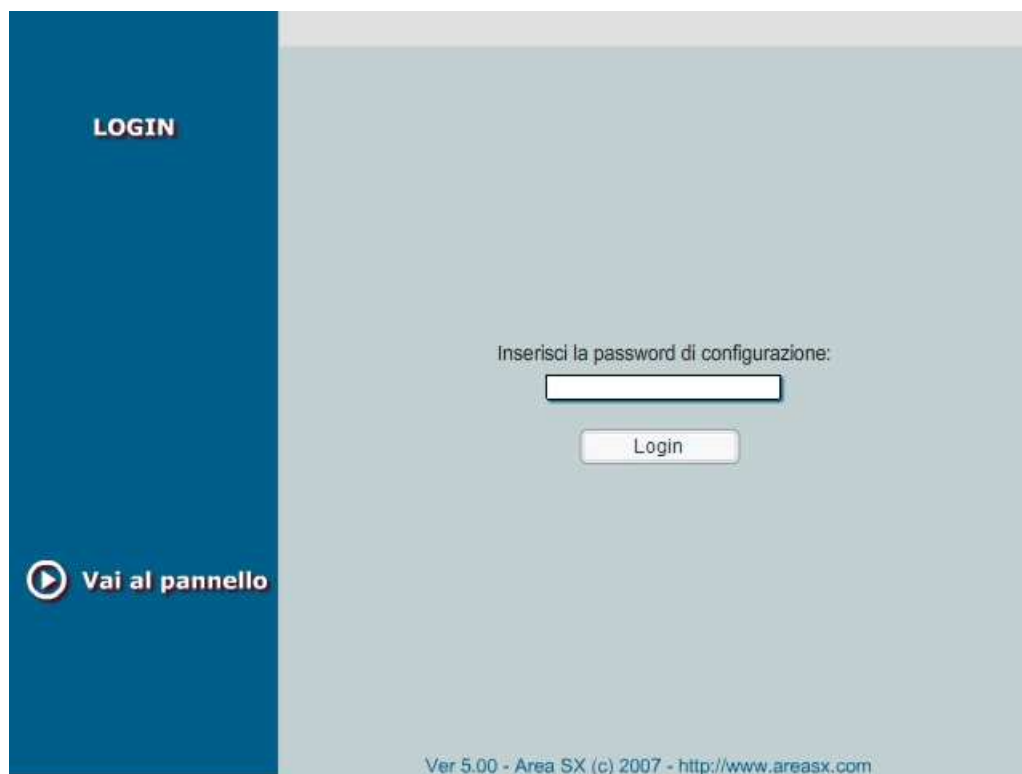 LOGIN
Inserisci la password di configurazione:
Login
Vai al pannello
Ver 5.00 - Area SX (c) 2007 - http://www.areasx.com